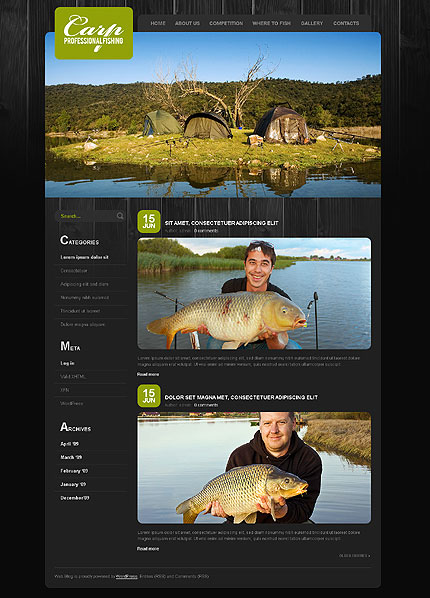 Carp
PROFESSIONAL FISHING
HOME ABOUT US COMPETITION WHERE TO FISH GALLERY CONTACTS
Search...
CATEGORIES
Lorem ipsum dolor sit
Consectetuer
Adipiscing elit sed diam
Nonummy nibh euismod
Tincidunt ut laoreet
Dolore magna aliquam
META
Log in
Valid XHTML
XFN
WordPress
ARCHIVES
April '09
March '09
February '09
January '09
December'09
15
JUN
SIT AMET, CONSECTETUER ADIPISCING ELIT
0 comments
Lorem ipsum dolor sit amet, consectetuer adipiscing elit, sed diam nonummy nibh euismod tincidunt ut laoreet dolore
magna aliquam erat volutpat. Ut wisi enim ad minim veniam, quis nostrud exerci tation ullamcorper suscipit.
Read more
15
JUN
DOLOR SET MAGNA MET, CONSECTETUER ADIPISCING ELIT
0 comments
Lorem ipsum dolor sit amet, consectetuer adipiscing elit, sed diam nonummy nibh euismod tincidunt ut laoreet dolore
magna aliquam erat volutpat. Ut wisi enim ad minim veniam, quis nostrud exerci tation ullamcorper suscipit.
Read more
OLDER ENTRIES »
Web Blog is proudly powered by WordPress Entries (RSS) and Comments (RSS)